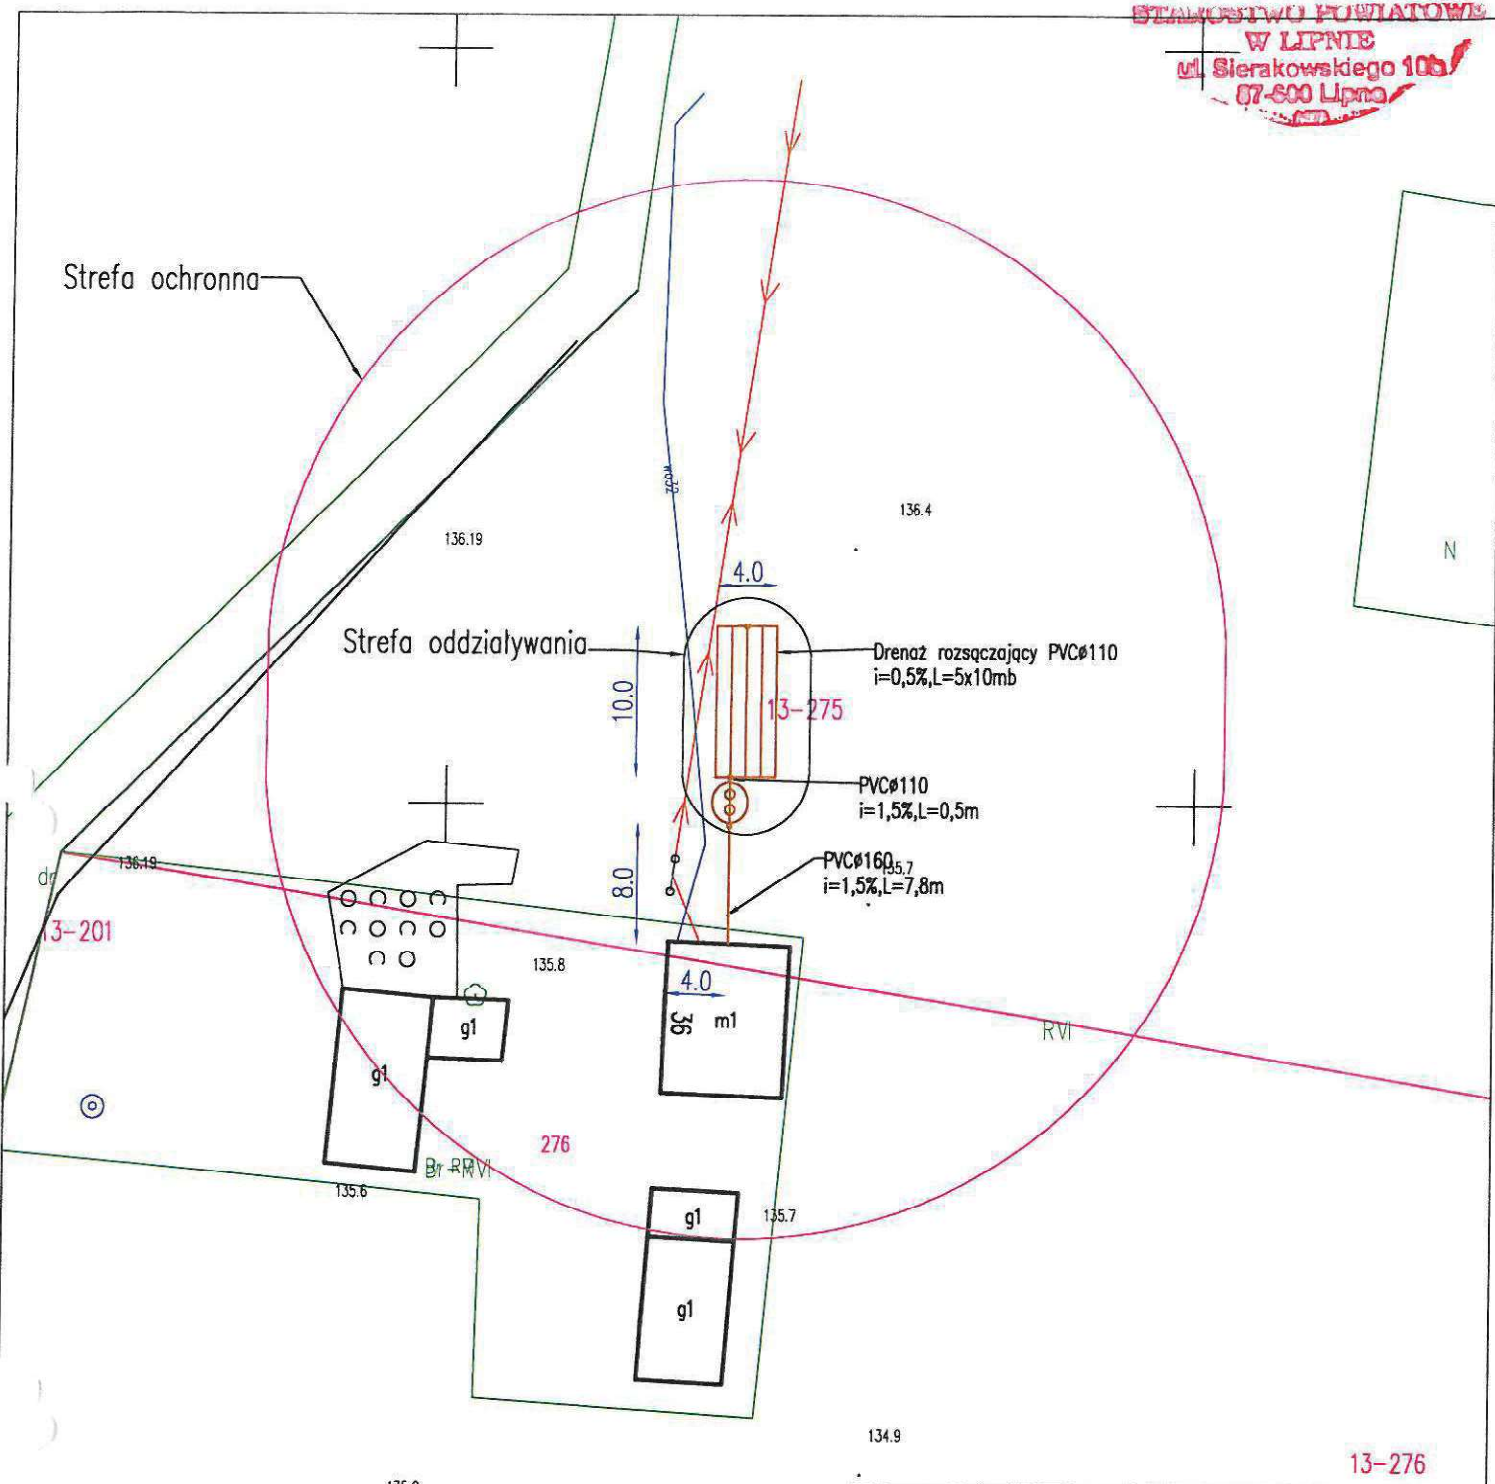 STAROSTWO POWIATOWE
W LIPNIE
ul. Sierakowskiego 10b
87-600 Lipno
Strefa ochronna
136.4
136.19
N
4.0
Strefa oddziaływania
Drenaż rozsączający PVCø110
i=0,5%,L=5x10mb
10.0
13-275
PVCø110
i=1,5%,L=0,5m
PVCø160
135.7
i=1,5%,L=7,8m
8.0
136.19
dr
13-201
135.8
4.0
36
m1
g1
RVI
g1
276
Br-RVI
135.6
g1
135.7
g1
134.9
13-276